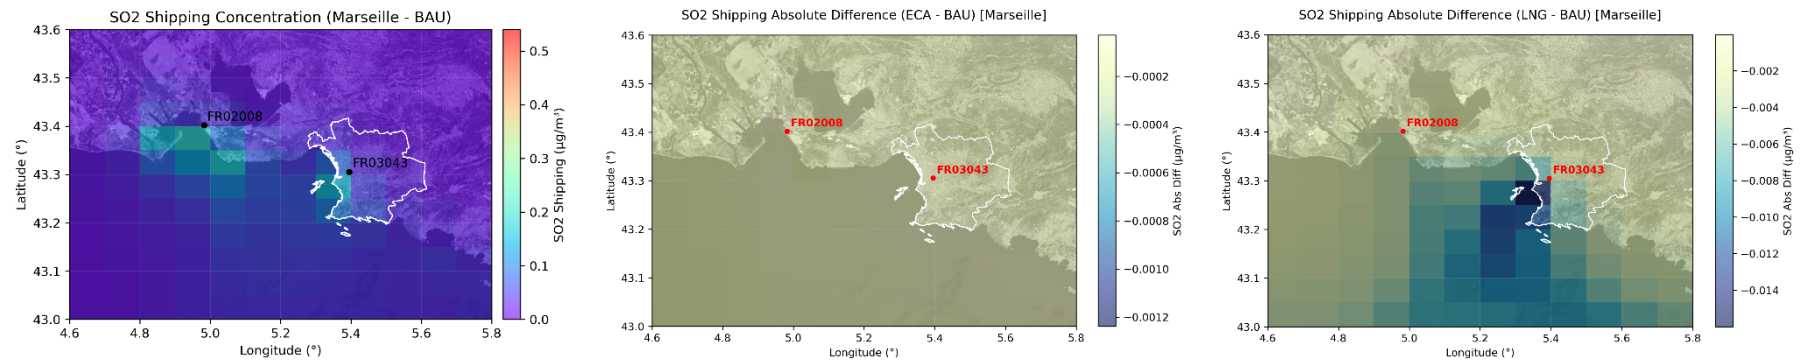 SO2 Shipping Concentration (Marseille - BAU)
43.6
43.5
43.4
43.3
43.2
43.1
43.0
Latitude (°)
4.6 4.8 5.0 5.2 5.4 5.6 5.8
Longitude (°)
FR02008
FR03043
0.5
0.4
0.3
0.2
0.1
0.0
SO2 Shipping (μg/m³)
SO2 Shipping Absolute Difference (ECA - BAU) [Marseille]
43.6
43.5
43.4
43.3
43.2
43.1
43.0
Latitude (°)
4.6 4.8 5.0 5.2 5.4 5.6 5.8
Longitude (°)
FR02008
FR03043
−0.0002
−0.0004
−0.0006
−0.0008
−0.0010
−0.0012
SO2 Abs Diff (μg/m³)
SO2 Shipping Absolute Difference (LNG - BAU) [Marseille]
43.6
43.5
43.4
43.3
43.2
43.1
43.0
Latitude (°)
4.6 4.8 5.0 5.2 5.4 5.6 5.8
Longitude (°)
FR02008
FR03043
−0.002
−0.004
−0.006
−0.008
−0.010
−0.012
−0.014
SO2 Abs Diff (μg/m³)